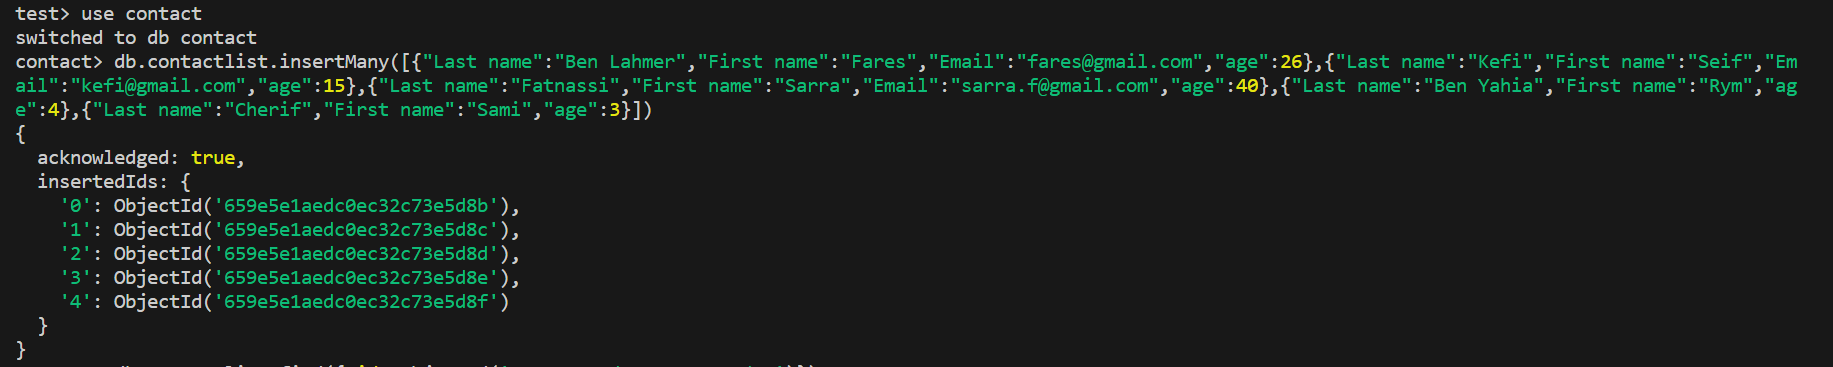 test> use contact
switched to db contact
contact> db.contactlist.insertMany([{"Last name":"Ben Lahmer","First name":"Fares","Email":"fares@gmail.com","age":26},{"Last name":"Kefi","First name":"Seif","Em
ail":"kefi@gmail.com","age":15},{"Last name":"Fatnassi","First name":"Sarra","Email":"sarra.f@gmail.com","age":40},{"Last name":"Ben Yahia","First name":"Rym","ag
e":4},{"Last name":"Cherif","First name":"Sami","age":3}])
{
  acknowledged: true,
  insertedIds: {
    '0': ObjectId('659e5e1aedc0ec32c73e5d8b'),
    '1': ObjectId('659e5e1aedc0ec32c73e5d8c'),
    '2': ObjectId('659e5e1aedc0ec32c73e5d8d'),
    '3': ObjectId('659e5e1aedc0ec32c73e5d8e'),
    '4': ObjectId('659e5e1aedc0ec32c73e5d8f')
  }
}